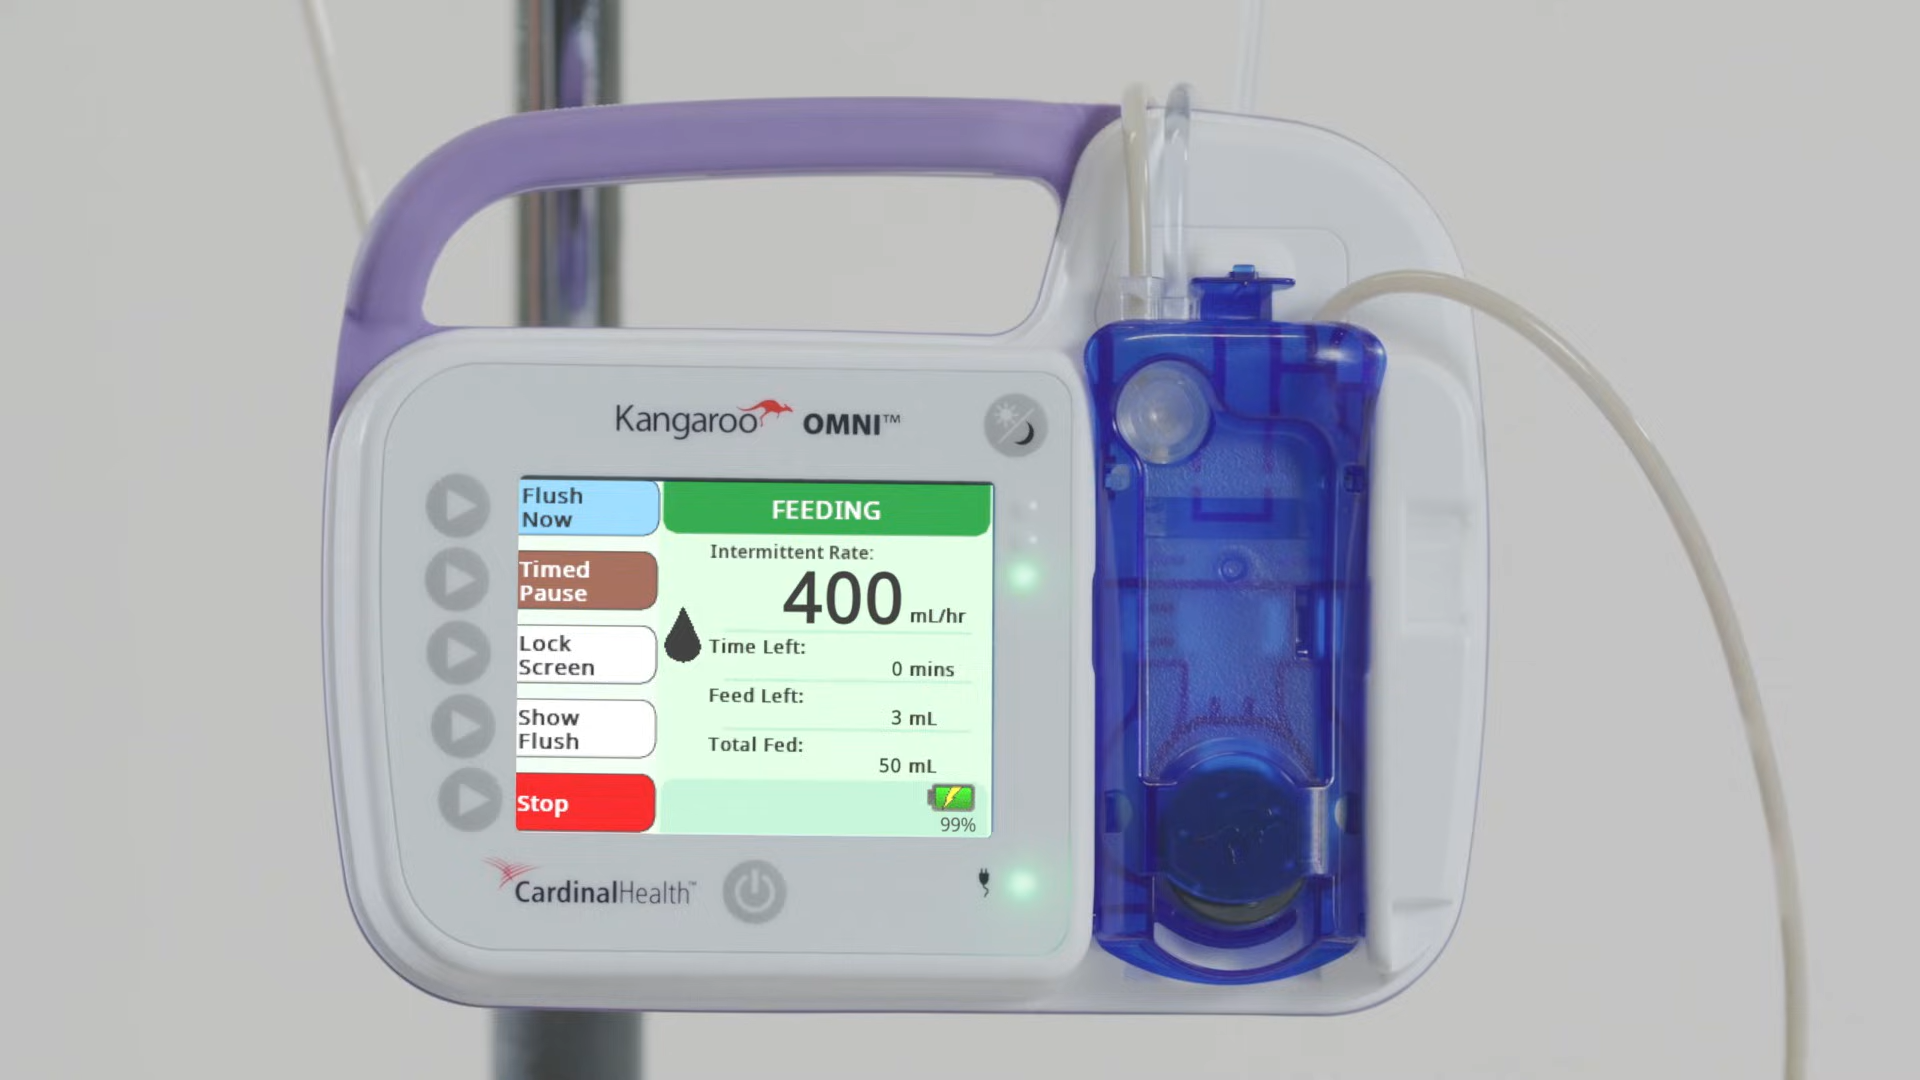 Kangaroo OMNI™
Flush
Now
FEEDING
Timed
Pause
Intermittent Rate:
400 mL/hr
Lock
Screen
Time Left:
0 mins
Feed Left:
3 mL
Show
Flush
Total Fed:
50 mL
Stop
99%
CardinalHealth™